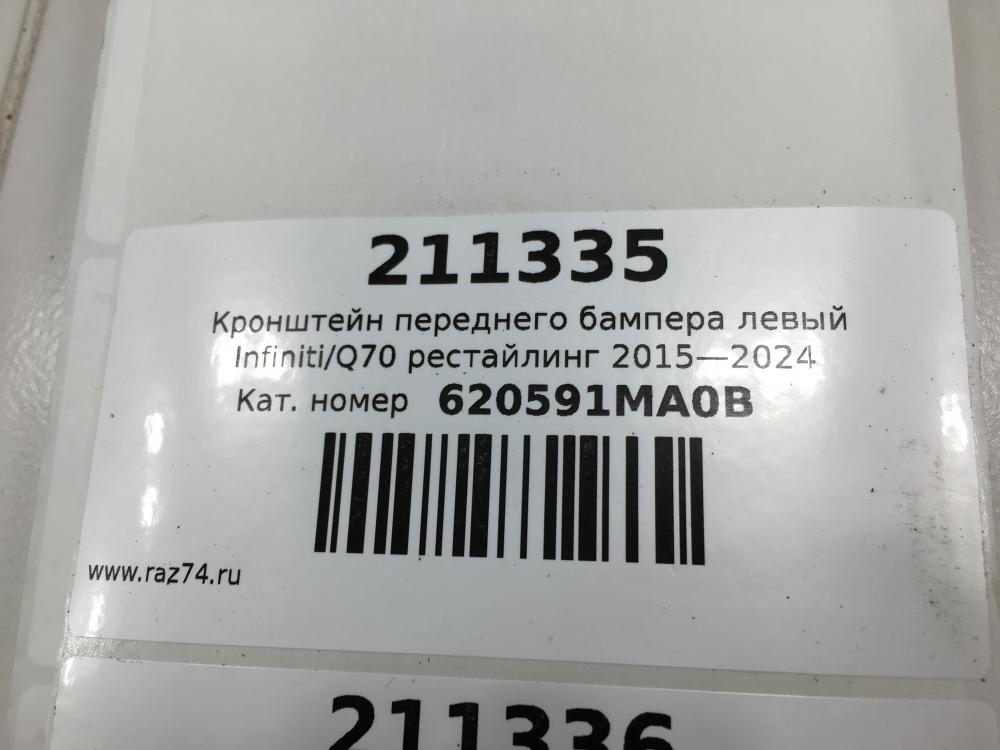 211335
Кронштейн переднего бампера левый
Infiniti/Q70 рестайлинг 2015—2024
Кат. номер 620591MA0B
www.raz74.ru
211336